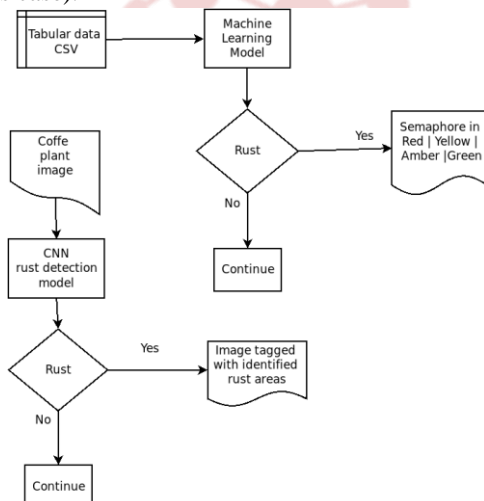 Tabular data
CSV
Machine
Learning
Model
Rust
Yes
Semaphore in
Red | Yellow |
Amber |Green
No
Continue
Coffe
plant
image
CNN
rust detection
model
Rust
Yes
Image tagged
with identified
rust areas
No
Continue